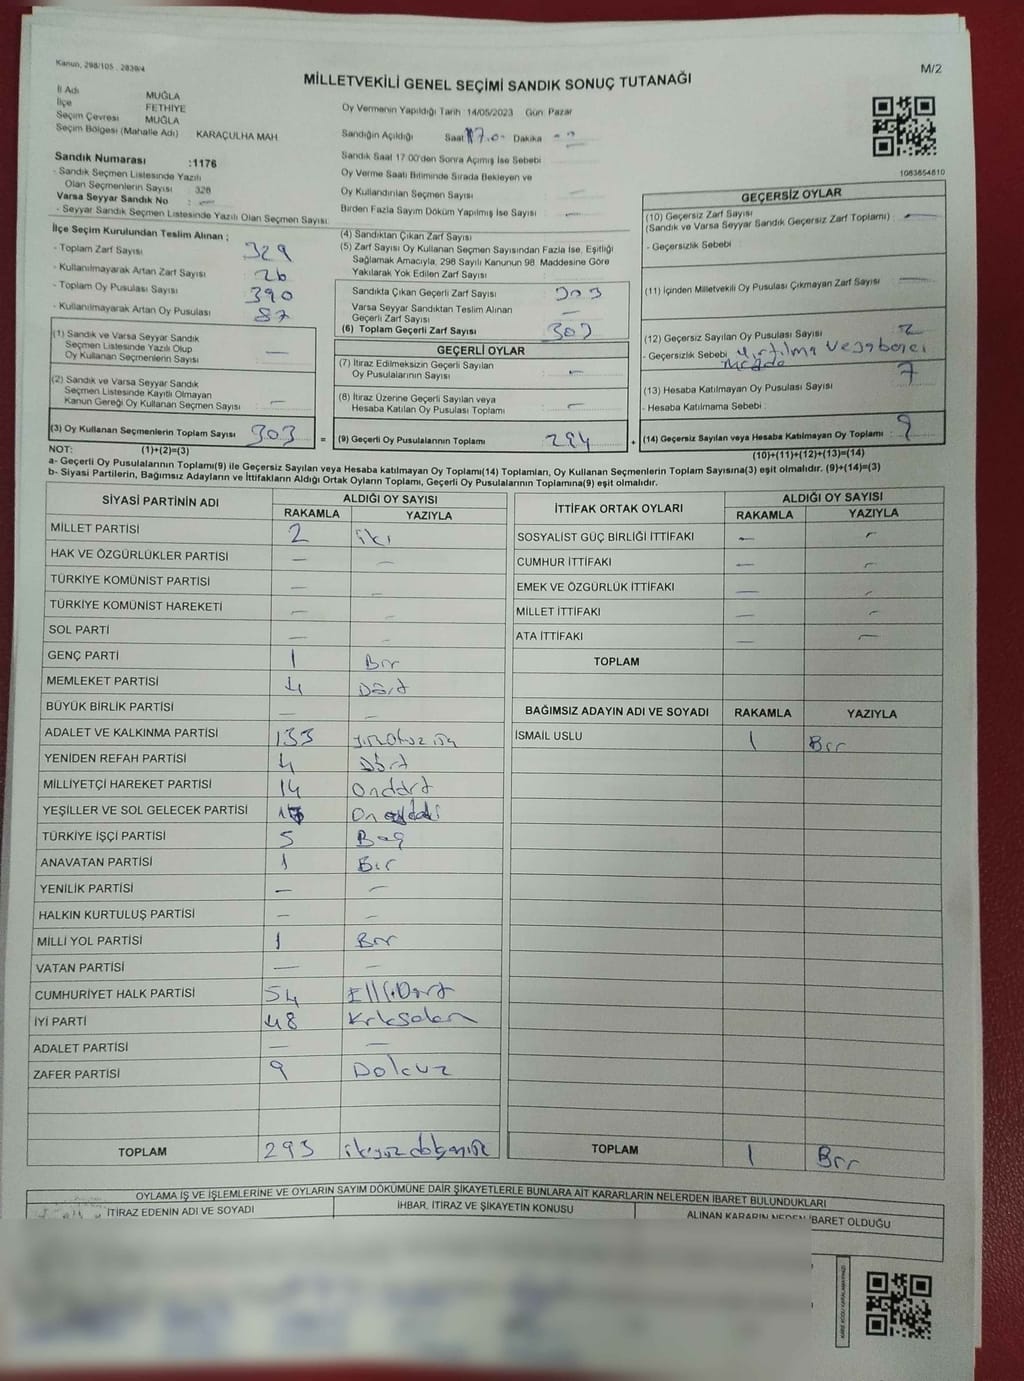 Kanun, 298/105 . 2839/4
M/2
MİLLETVEKİLİ GENEL SEÇİMİ SANDIK SONUÇ TUTANAĞI
İl Adı MUĞLA
İlçe FETHİYE
Seçim Çevresi MUĞLA
Seçim Bölgesi (Mahalle Adı) KARAÇULHA MAH
Oy Vermenin Yapıldığı Tarih 14/05/2023 Gün: Pazar
Sandığın Açıldığı Saat Dakika
Sandık Saat 17.00'den Sonra Açımış İse Sebebi
Oy Verme Saati Bitiminde Sırada Bekleyen ve
Oy Kullandırılan Seçmen Sayısı
Birden Fazla Sayım Döküm Yapılmış İse Sayısı
1083854810
Sandık Numarası :1176
- Sandık Seçmen Listesinde Yazılı
Olan Seçmenlerin Sayısı : 328
Varsa Seyyar Sandık No : —
- Seyyar Sandık Seçmen Listesinde Yazılı Olan Seçmen Sayısı:
İlçe Seçim Kurulundan Teslim Alınan ;
- Toplam Zarf Sayısı : 329
- Kullanılmayarak Artan Zarf Sayısı : 26
- Toplam Oy Pusulası Sayısı : 390
- Kullanılmayarak Artan Oy Pusulası : 87
(1) Sandık ve Varsa Seyyar Sandık
Seçmen Listesinde Yazılı Olup
Oy Kullanan Seçmenlerin Sayısı : —
(2) Sandık ve Varsa Seyyar Sandık
Seçmen Listesinde Kayıtlı Olmayan
Kanun Gereği Oy Kullanan Seçmen Sayısı : —
(3) Oy Kullanan Seçmenlerin Toplam Sayısı : 303
(4) Sandıktan Çıkan Zarf Sayısı
(5) Zarf Sayısı Oy Kullanan Seçmen Sayısından Fazla İse, Eşitliği
Sağlamak Amacıyla, 298 Sayılı Kanunun 98. Maddesine Göre
Yakılarak Yok Edilen Zarf Sayısı
Sandıkta Çıkan Geçerli Zarf Sayısı : 303
Varsa Seyyar Sandıktan Teslim Alınan
Geçerli Zarf Sayısı : —
(6) Toplam Geçerli Zarf Sayısı : 303
GEÇERLİ OYLAR
(7) İtiraz Edilmeksizin Geçerli Sayılan
Oy Pusulalarının Sayısı : —
(8) İtiraz Üzerine Geçerli Sayılan veya
Hesaba Katılan Oy Pusulası Toplamı : —
= (9) Geçerli Oy Pusulalarının Toplamı : 294 +
GEÇERSİZ OYLAR
(10) Geçersiz Zarf Sayısı : —
(Sandık ve Varsa Seyyar Sandık Geçersiz Zarf Toplamı)
- Geçersizlik Sebebi
(11) İçinden Milletvekili Oy Pusulası Çıkmayan Zarf Sayısı : —
(12) Geçersiz Sayılan Oy Pusulası Sayısı : 2
- Geçersizlik Sebebi : Yırtılma
(13) Hesaba Katılmayan Oy Pusulası Sayısı : 7
- Hesaba Katılmama Sebebi :
(14) Geçersiz Sayılan veya Hesaba Katılmayan Oy Toplamı : 9
NOT: (1)+(2)=(3)
(10)+(11)+(12)+(13)=(14)
a- Geçerli Oy Pusulalarının Toplamı(9) ile Geçersiz Sayılan veya Hesaba katılmayan Oy Toplamı(14) Toplamları, Oy Kullanan Seçmenlerin Toplam Sayısına(3) eşit olmalıdır. (9)+(14)=(3)
b- Siyasi Partilerin, Bağımsız Adayların ve İttifakların Aldığı Ortak Oyların Toplamı, Geçerli Oy Pusulalarının Toplamına(9) eşit olmalıdır.
SİYASİ PARTİNİN ADI ALDIĞI OY SAYISI
RAKAMLA YAZIYLA
MİLLET PARTİSİ 2 iki
HAK VE ÖZGÜRLÜKLER PARTİSİ — —
TÜRKİYE KOMÜNİST PARTİSİ — —
TÜRKİYE KOMÜNİST HAREKETİ — —
SOL PARTİ — —
GENÇ PARTİ 1 Bir
MEMLEKET PARTİSİ 4 Dört
BÜYÜK BİRLİK PARTİSİ — —
ADALET VE KALKINMA PARTİSİ 133
YENİDEN REFAH PARTİSİ 4 Dört
MİLLİYETÇİ HAREKET PARTİSİ 14 Ondört
YEŞİLLER VE SOL GELECEK PARTİSİ
TÜRKİYE İŞÇİ PARTİSİ 5 Beş
ANAVATAN PARTİSİ 1 Bir
YENİLİK PARTİSİ — —
HALKIN KURTULUŞ PARTİSİ — —
MİLLİ YOL PARTİSİ 1 Bir
VATAN PARTİSİ — —
CUMHURİYET HALK PARTİSİ 54 ElliDört
İYİ PARTİ 48 Kırksekiz
ADALET PARTİSİ — —
ZAFER PARTİSİ 9 Dokuz
TOPLAM 293
İTTİFAK ORTAK OYLARI ALDIĞI OY SAYISI
RAKAMLA YAZIYLA
SOSYALİST GÜÇ BİRLİĞİ İTTİFAKI — —
CUMHUR İTTİFAKI — —
EMEK VE ÖZGÜRLÜK İTTİFAKI — —
MİLLET İTTİFAKI — —
ATA İTTİFAKI — —
TOPLAM
BAĞIMSIZ ADAYIN ADI VE SOYADI RAKAMLA YAZIYLA
İSMAİL USLU 1 Bir
TOPLAM 1 Bir
OYLAMA İŞ VE İŞLEMLERİNE VE OYLARIN SAYIM DÖKÜMÜNE DAİR ŞİKAYETLERLE BUNLARA AİT KARARLARIN NELERDEN İBARET BULUNDUKLARI
İTİRAZ EDENİN ADI VE SOYADI İHBAR, İTİRAZ VE ŞİKAYETİN KONUSU ALINAN KARARIN NEDEN İBARET OLDUĞU